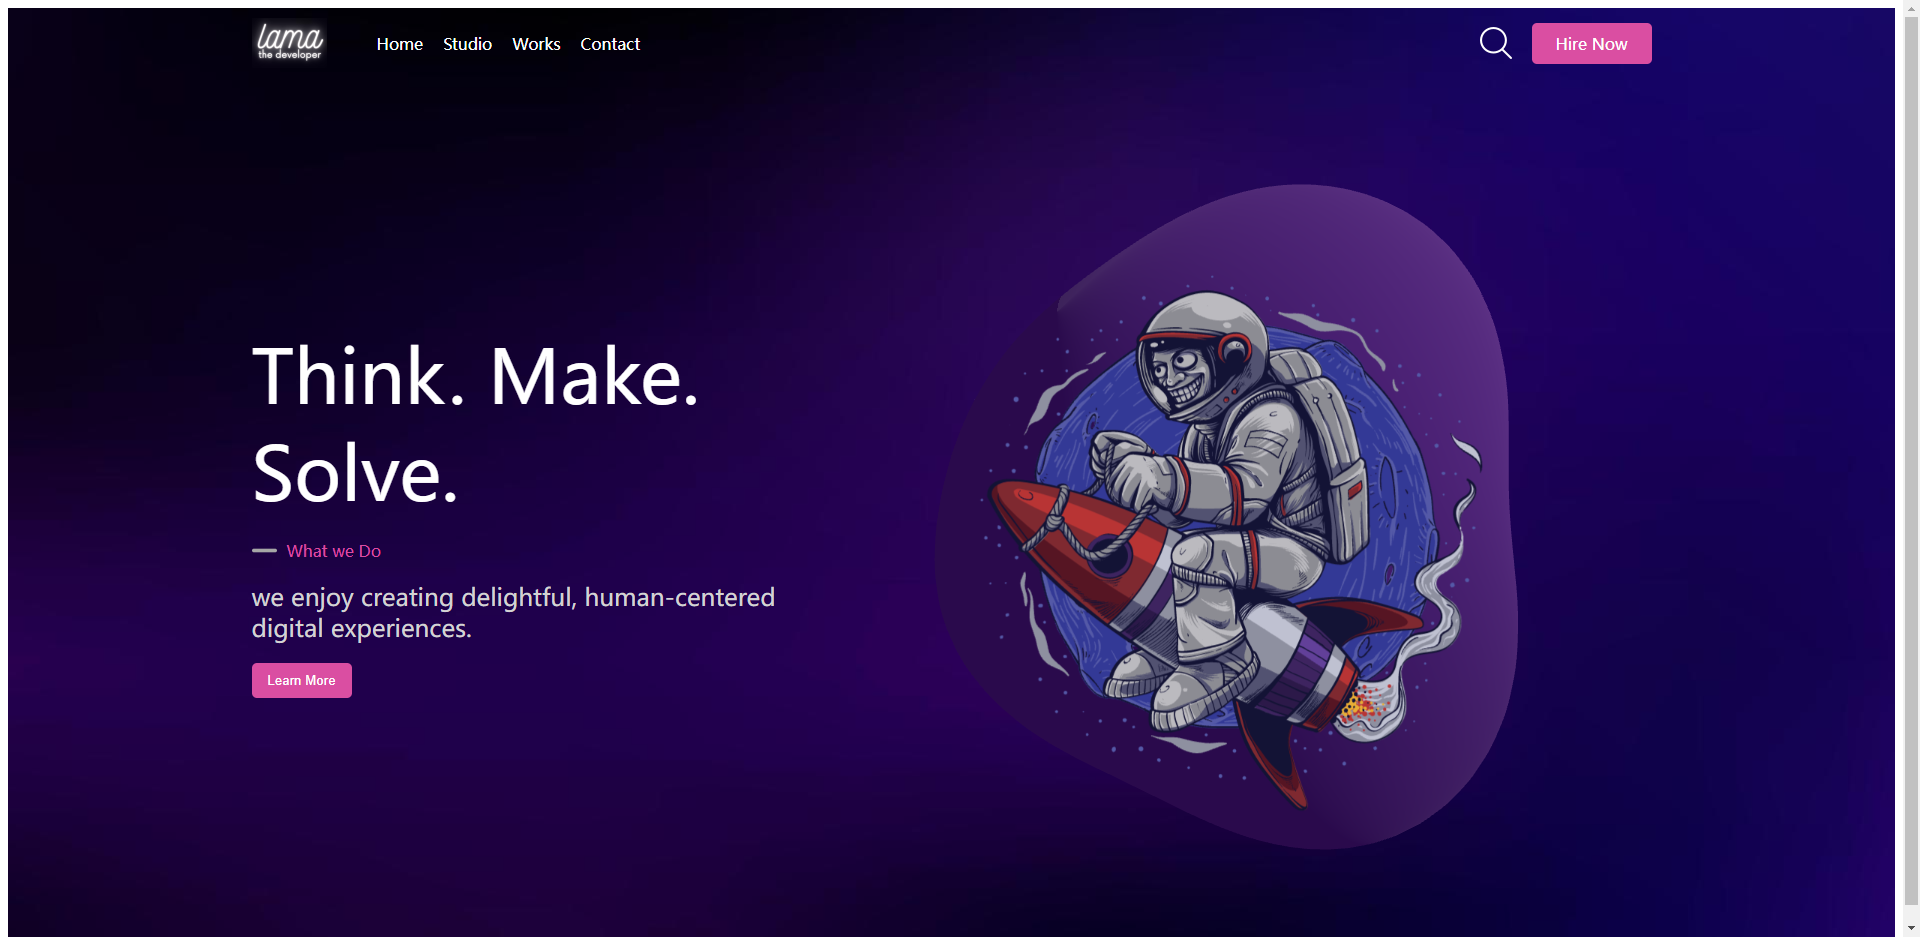 lama
the developer
Home Studio Works Contact
Hire Now
Think. Make.
Solve.
What we Do
we enjoy creating delightful, human-centered
digital experiences.
Learn More